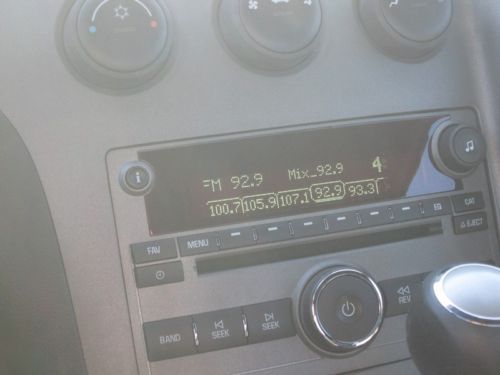 FM 92.9 Mix_92.9 4
100.7 105.9 107.1 92.9 93.3
i
FAV MENU EQ CAT
EJECT
BAND SEEK SEEK REV